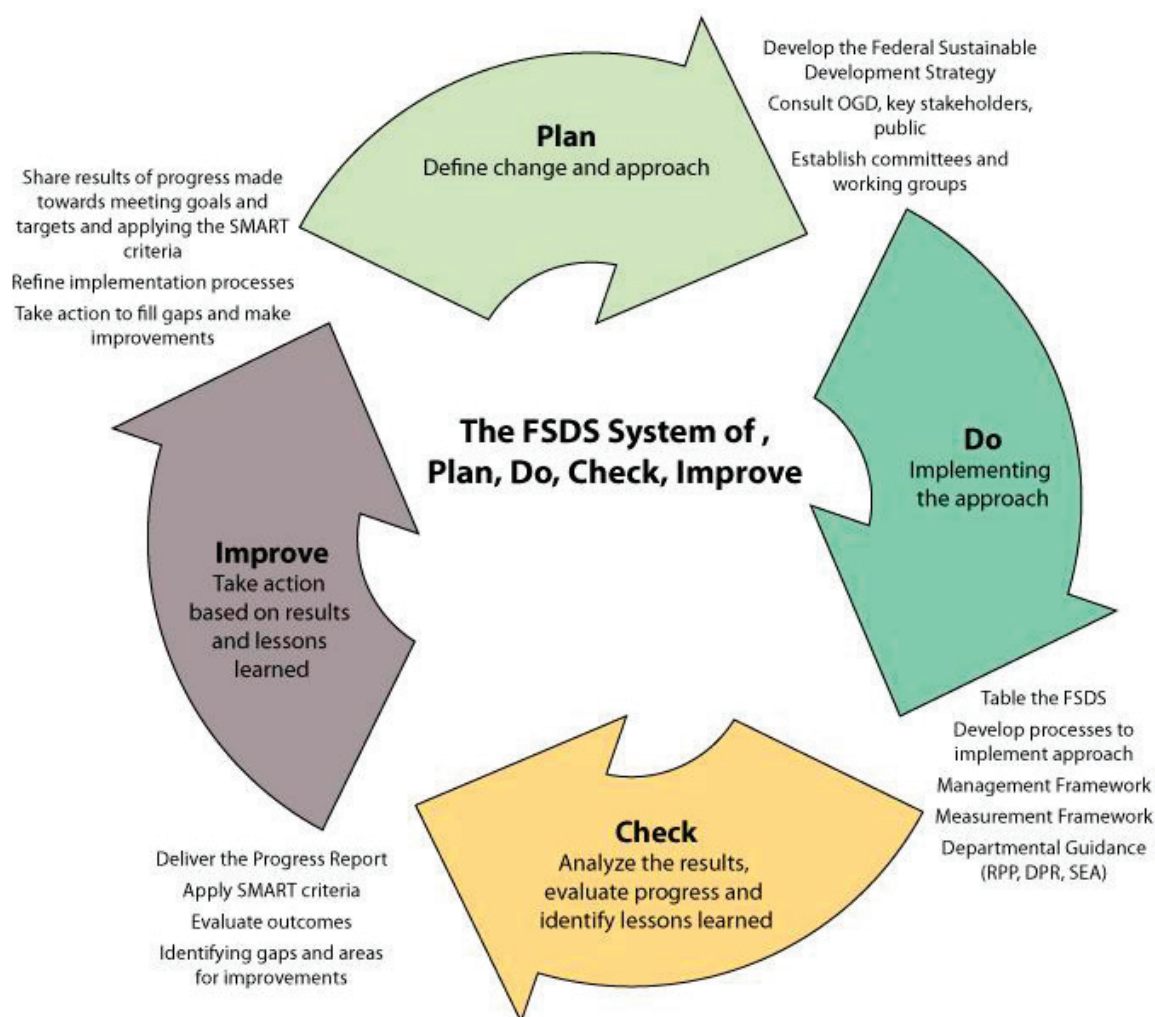 Plan
Define change and approach
Develop the Federal Sustainable
Development Strategy
Consult OGD, key stakeholders,
public
Establish committees and
working groups
Share results of progress made
towards meeting goals and
targets and applying the SMART
criteria
Refine implementation processes
Take action to fill gaps and make
improvements
The FSDS System of ,
Plan, Do, Check, Improve
Do
Implementing
the approach
Improve
Take action
based on results
and lessons
learned
Table the FSDS
Develop processes to
implement approach
Management Framework
Measurement Framework
Departmental Guidance
(RPP, DPR, SEA)
Check
Analyze the results,
evaluate progress and
identify lessons learned
Deliver the Progress Report
Apply SMART criteria
Evaluate outcomes
Identifying gaps and areas
for improvements